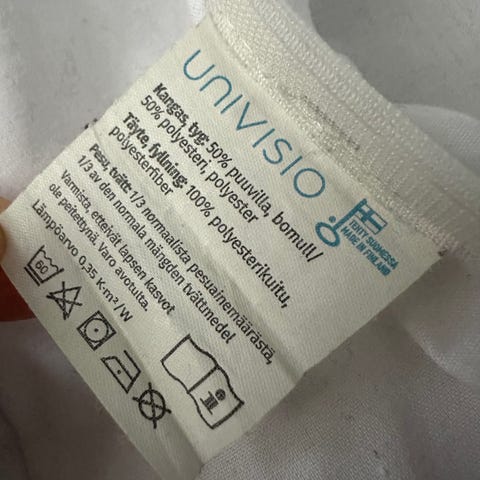 UNIVISIO
TEHTY SUOMESSA
MADE IN FINLAND
Kangas, tyg: 50% puuvilla, bomull/
50% polyesteri, polyester
Täyte, fyllning: 100% polyesterikuitu,
polyesterfiber
Pesu, tvätt: 1/3 normaalista pesuainemäärästä,
1/3 av den normala mängden tvättmedel
Varmista, etteivät lapsen kasvot
ole peitettynä. Varo avotulta.
Lämpöarvo 0,35 K·m²/W
60